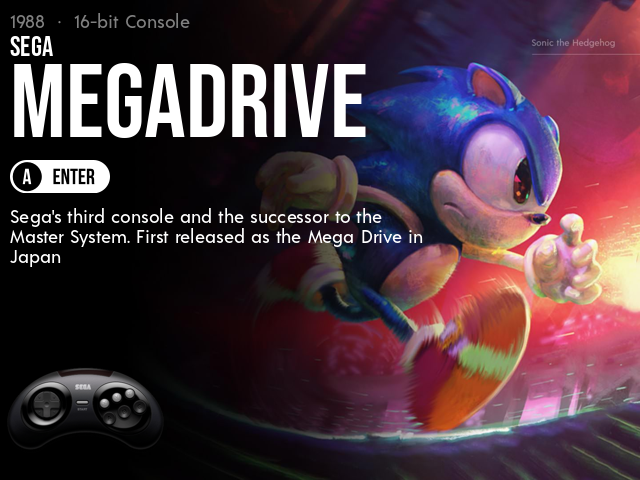 1988 · 16-bit Console
SEGA
Sonic the Hedgehog
MEGADRIVE
A ENTER
Sega's third console and the successor to the
Master System. First released as the Mega Drive in
Japan
SEGA